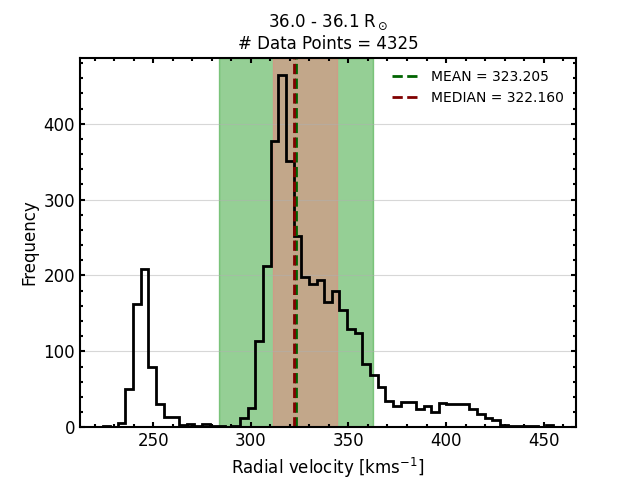 36.0 - 36.1 R⊙
# Data Points = 4325
MEAN = 323.205
MEDIAN = 322.160
Frequency
400
300
200
100
0
250 300 350 400 450
Radial velocity [kms⁻¹]